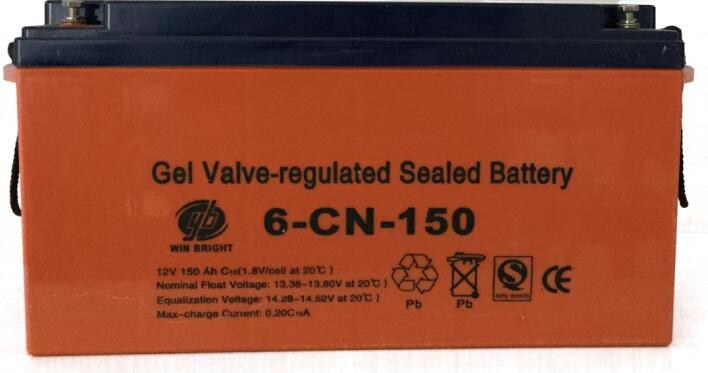 Gel Valve-regulated Sealed Battery
6-CN-150
WIN BRIGHT
12V 150 Ah C₁₀(1.8V/cell at 20℃)
Nominal Float Voltage: 13.38~13.80V at 20℃)
Equalization Voltage: 14.28~14.52V at 20℃)
Max-charge Current: 0.20C₁₀A
Pb
Pb
CE